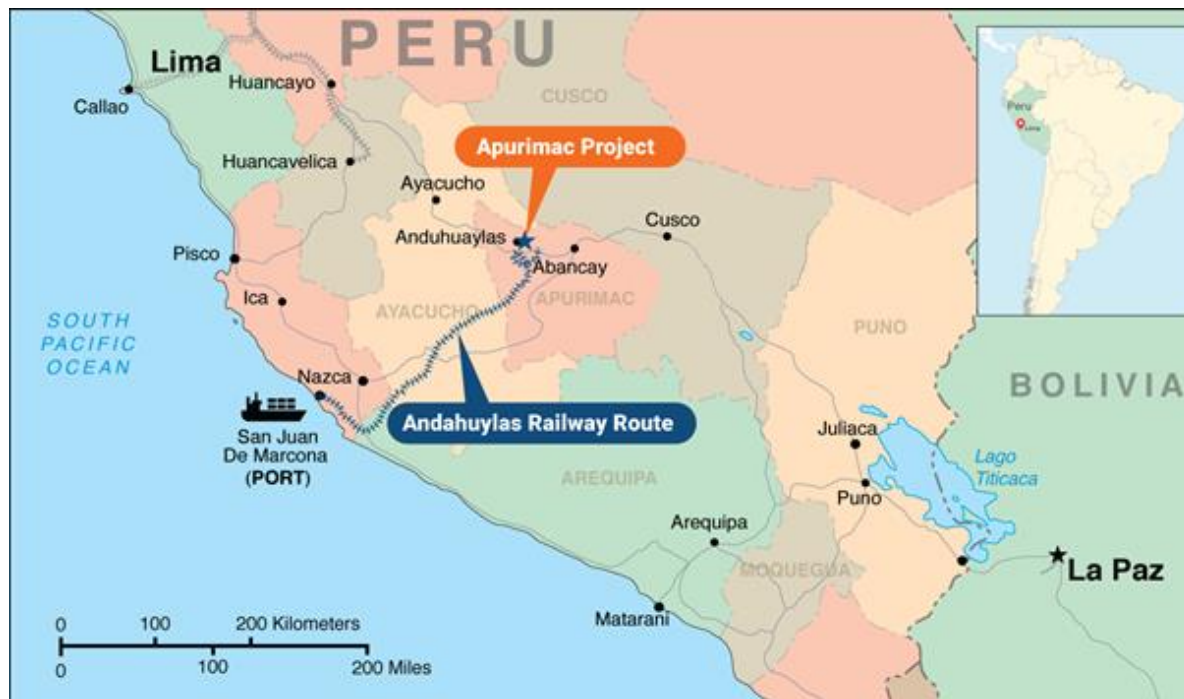 PERU
Lima
Huancayo
Callao
CUSCO
Huancavelica
Apurimac Project
Ayacucho
Cusco
Anduhuaylas
Pisco
Abancay
Ica
AYACUCHO
APURIMAC
SOUTH
PACIFIC
OCEAN
PUNO
Nazca
BOLIVIA
Andahuylas Railway Route
San Juan
De Marcona
(PORT)
Juliaca
Lago
Titicaca
AREQUIPA
Puno
Arequipa
MOQUEGUA
La Paz
Matarani
0 100 200 Kilometers
0 100 200 Miles
Peru
Lima